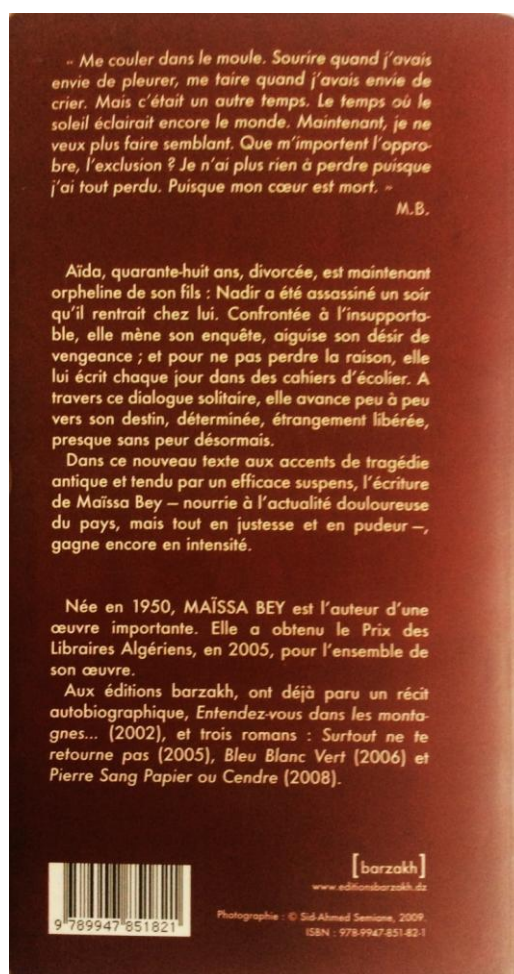 « Me couler dans le moule. Sourire quand j'avais
envie de pleurer, me taire quand j'avais envie de
crier. Mais c'était un autre temps. Le temps où le
soleil éclairait encore le monde. Maintenant, je ne
veux plus faire semblant. Que m'importent l'oppro-
bre, l'exclusion ? Je n'ai plus rien à perdre puisque
j'ai tout perdu. Puisque mon cœur est mort. »
M.B.
Aïda, quarante-huit ans, divorcée, est maintenant
orpheline de son fils : Nadir a été assassiné un soir
qu'il rentrait chez lui. Confrontée à l'insupporta-
ble, elle mène son enquête, aiguise son désir de
vengeance ; et pour ne pas perdre la raison, elle
lui écrit chaque jour dans des cahiers d'écolier. A
travers ce dialogue solitaire, elle avance peu à peu
vers son destin, déterminée, étrangement libérée,
presque sans peur désormais.
Dans ce nouveau texte aux accents de tragédie
antique et tendu par un efficace suspens, l'écriture
de Maïssa Bey – nourrie à l'actualité douloureuse
du pays, mais tout en justesse et en pudeur –,
gagne encore en intensité.
Née en 1950, MAÏSSA BEY est l'auteur d'une
œuvre importante. Elle a obtenu le Prix des
Libraires Algériens, en 2005, pour l'ensemble de
son œuvre.
Aux éditions barzakh, ont déjà paru un récit
autobiographique, Entendez-vous dans les monta-
gnes... (2002), et trois romans : Surtout ne te
retourne pas (2005), Bleu Blanc Vert (2006) et
Pierre Sang Papier ou Cendre (2008).
[barzakh]
www.editionsbarzakh.dz
Photographie : © Sid-Ahmed Semiane, 2009.
ISBN : 978-9947-851-82-1
9 789947 851821